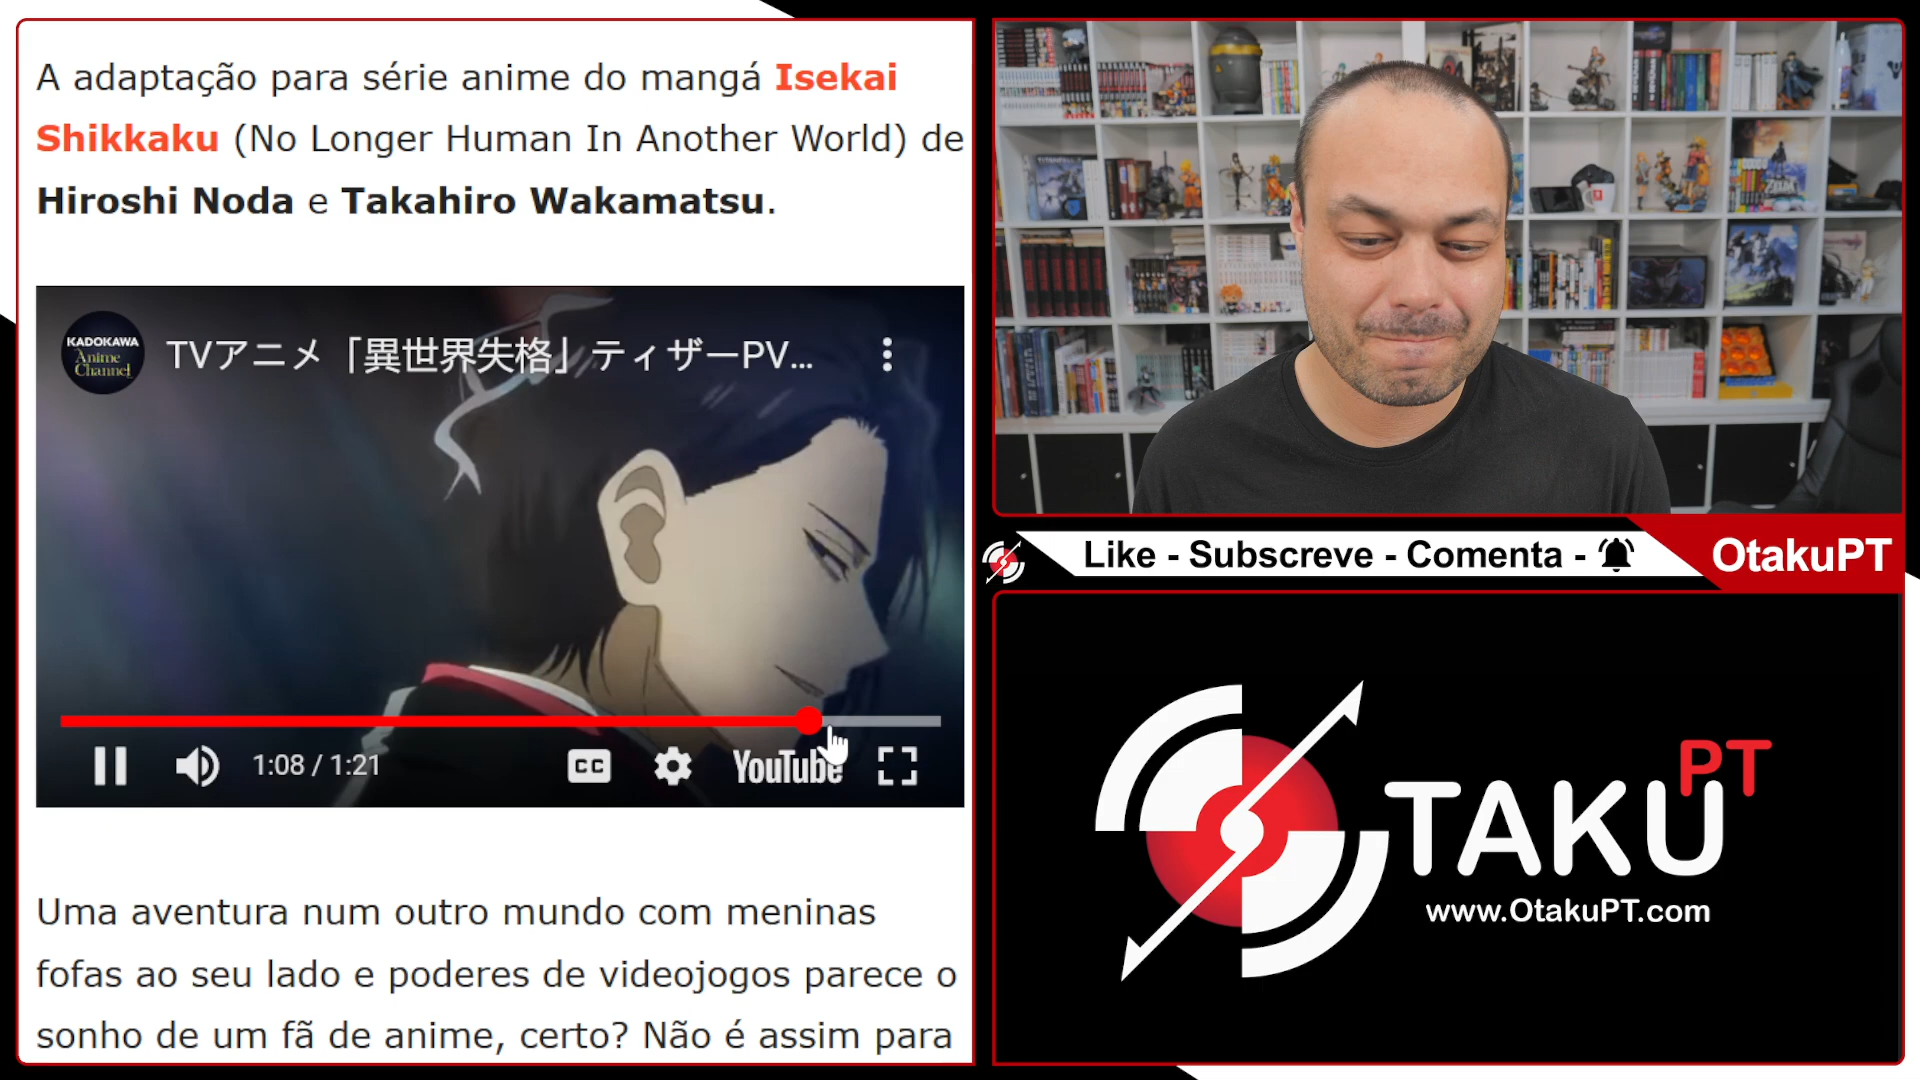 A adaptação para série anime do mangá Isekai
Shikkaku (No Longer Human In Another World) de
Hiroshi Noda e Takahiro Wakamatsu.
KADOKAWA
Anime
Channel
TVアニメ「異世界失格」ティザーPV...
1:08 / 1:21
CC
YouTube
Uma aventura num outro mundo com meninas
fofas ao seu lado e poderes de videojogos parece o
sonho de um fã de anime, certo? Não é assim para
Like - Subscreve - Comenta -
OtakuPT
OTAKU PT
www.OtakuPT.com